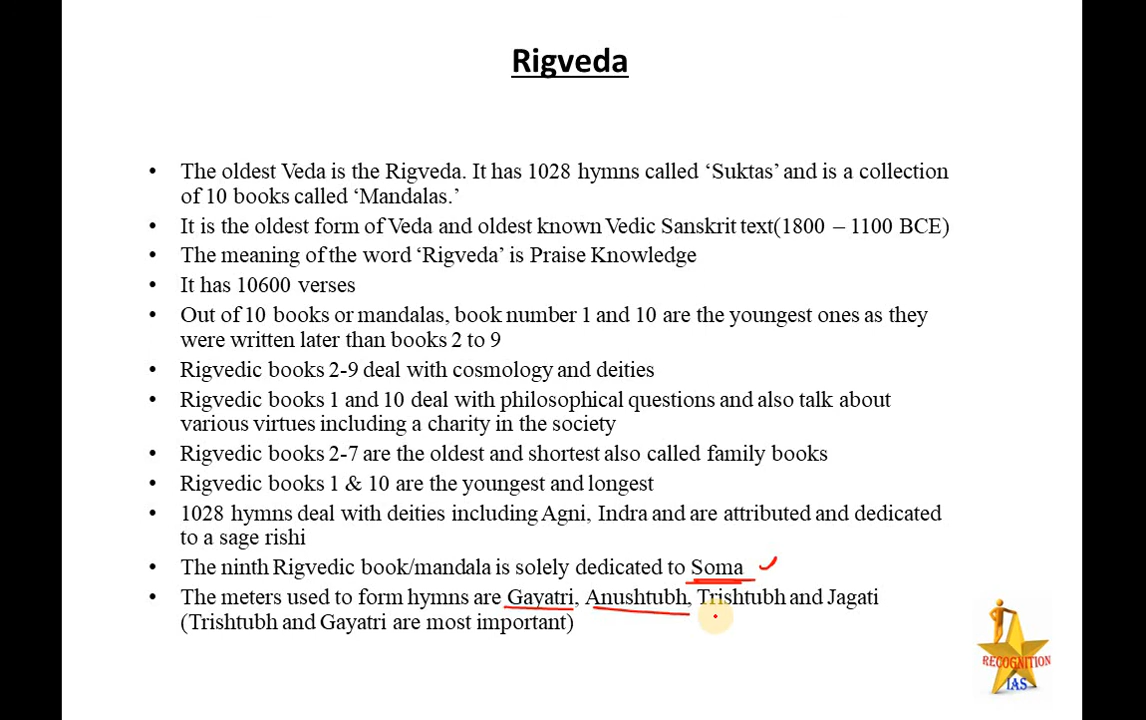 Rigveda
• The oldest Veda is the Rigveda. It has 1028 hymns called ‘Suktas’ and is a collection
of 10 books called ‘Mandalas.’
• It is the oldest form of Veda and oldest known Vedic Sanskrit text(1800 – 1100 BCE)
• The meaning of the word ‘Rigveda’ is Praise Knowledge
• It has 10600 verses
• Out of 10 books or mandalas, book number 1 and 10 are the youngest ones as they
were written later than books 2 to 9
• Rigvedic books 2-9 deal with cosmology and deities
• Rigvedic books 1 and 10 deal with philosophical questions and also talk about
various virtues including a charity in the society
• Rigvedic books 2-7 are the oldest and shortest also called family books
• Rigvedic books 1 & 10 are the youngest and longest
• 1028 hymns deal with deities including Agni, Indra and are attributed and dedicated
to a sage rishi
• The ninth Rigvedic book/mandala is solely dedicated to Soma
• The meters used to form hymns are Gayatri, Anushtubh, Trishtubh and Jagati
(Trishtubh and Gayatri are most important)
RECOGNITION
IAS